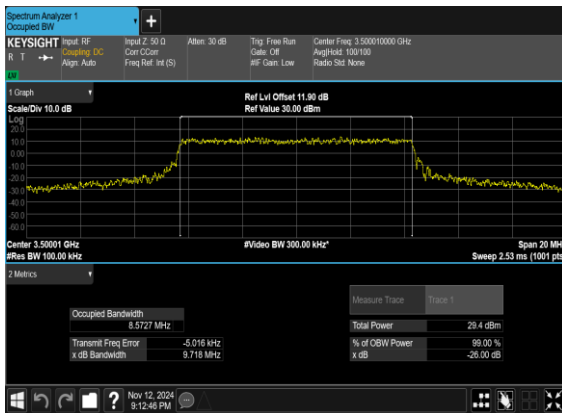 Spectrum Analyzer 1
Occupied BW
KEYSIGHT
R T
Input: RF
Coupling: DC
Align: Auto
Input Z: 50 Ω
Corr CCorr
Freq Ref: Int (S)
Atten: 30 dB
Trig: Free Run
Gate: Off
#IF Gain: Low
Center Freq: 3.500010000 GHz
Avg|Hold: 100/100
Radio Std: None
1 Graph
Scale/Div 10.0 dB
Ref Lvl Offset 11.90 dB
Ref Value 30.00 dBm
Log
20.0
10.0
0.00
-10.0
-20.0
-30.0
-40.0
-50.0
-60.0
Center 3.50001 GHz
#Res BW 100.00 kHz
#Video BW 300.00 kHz*
Span 20 MH
Sweep 2.53 ms (1001 pts
2 Metrics
Measure Trace Trace 1
Occupied Bandwidth
8.5727 MHz
Total Power 29.4 dBm
Transmit Freq Error -5.016 kHz
% of OBW Power 99.00 %
x dB Bandwidth 9.718 MHz
x dB -26.00 dB
Nov 12, 2024
9:12:46 PM